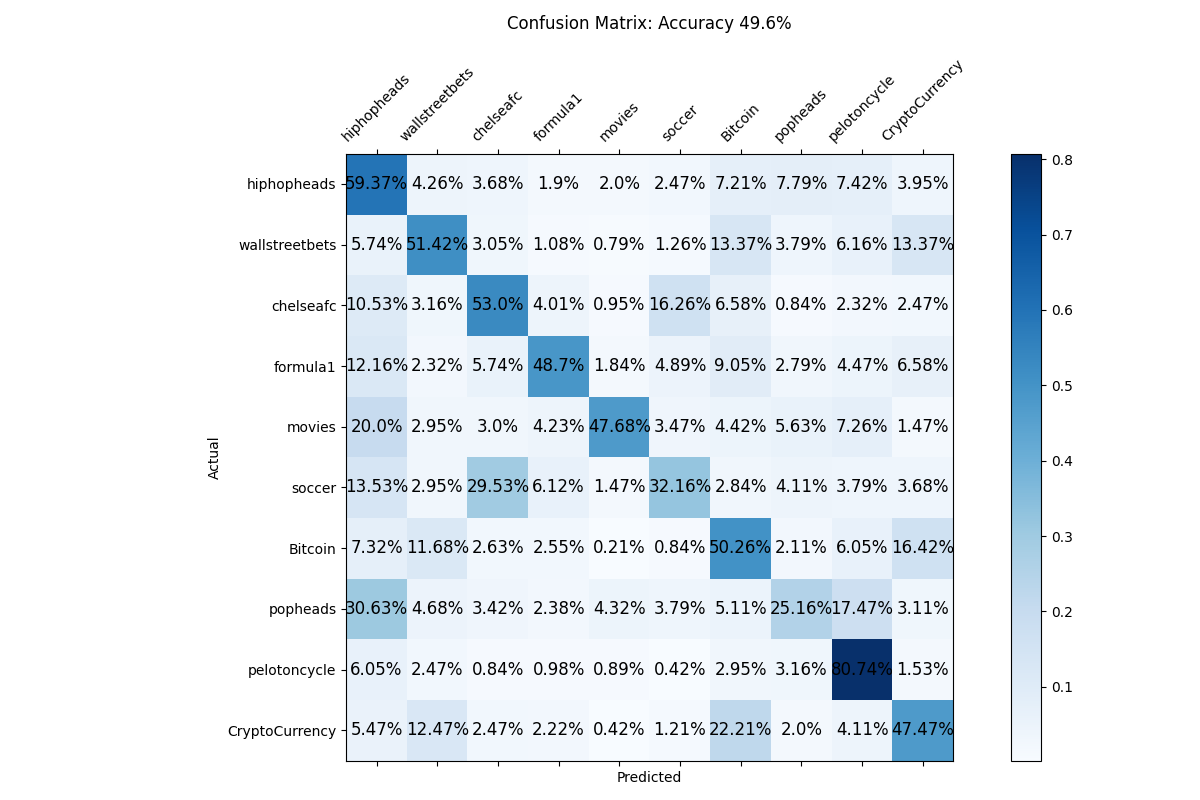 Confusion Matrix: Accuracy 49.6%
hiphopheads wallstreetbets chelseafc formula1 movies soccer Bitcoin popheads pelotoncycle CryptoCurrency
hiphopheads 59.37% 4.26% 3.68% 1.9% 2.0% 2.47% 7.21% 7.79% 7.42% 3.95%
wallstreetbets 5.74% 51.42% 3.05% 1.08% 0.79% 1.26% 13.37% 3.79% 6.16% 13.37%
chelseafc 10.53% 3.16% 53.0% 4.01% 0.95% 16.26% 6.58% 0.84% 2.32% 2.47%
formula1 12.16% 2.32% 5.74% 48.7% 1.84% 4.89% 9.05% 2.79% 4.47% 6.58%
movies 20.0% 2.95% 3.0% 4.23% 47.68% 3.47% 4.42% 5.63% 7.26% 1.47%
soccer 13.53% 2.95% 29.53% 6.12% 1.47% 32.16% 2.84% 4.11% 3.79% 3.68%
Bitcoin 7.32% 11.68% 2.63% 2.55% 0.21% 0.84% 50.26% 2.11% 6.05% 16.42%
popheads 30.63% 4.68% 3.42% 2.38% 4.32% 3.79% 5.11% 25.16% 17.47% 3.11%
pelotoncycle 6.05% 2.47% 0.84% 0.98% 0.89% 0.42% 2.95% 3.16% 80.74% 1.53%
CryptoCurrency 5.47% 12.47% 2.47% 2.22% 0.42% 1.21% 22.21% 2.0% 4.11% 47.47%
Actual
Predicted
0.8
0.7
0.6
0.5
0.4
0.3
0.2
0.1